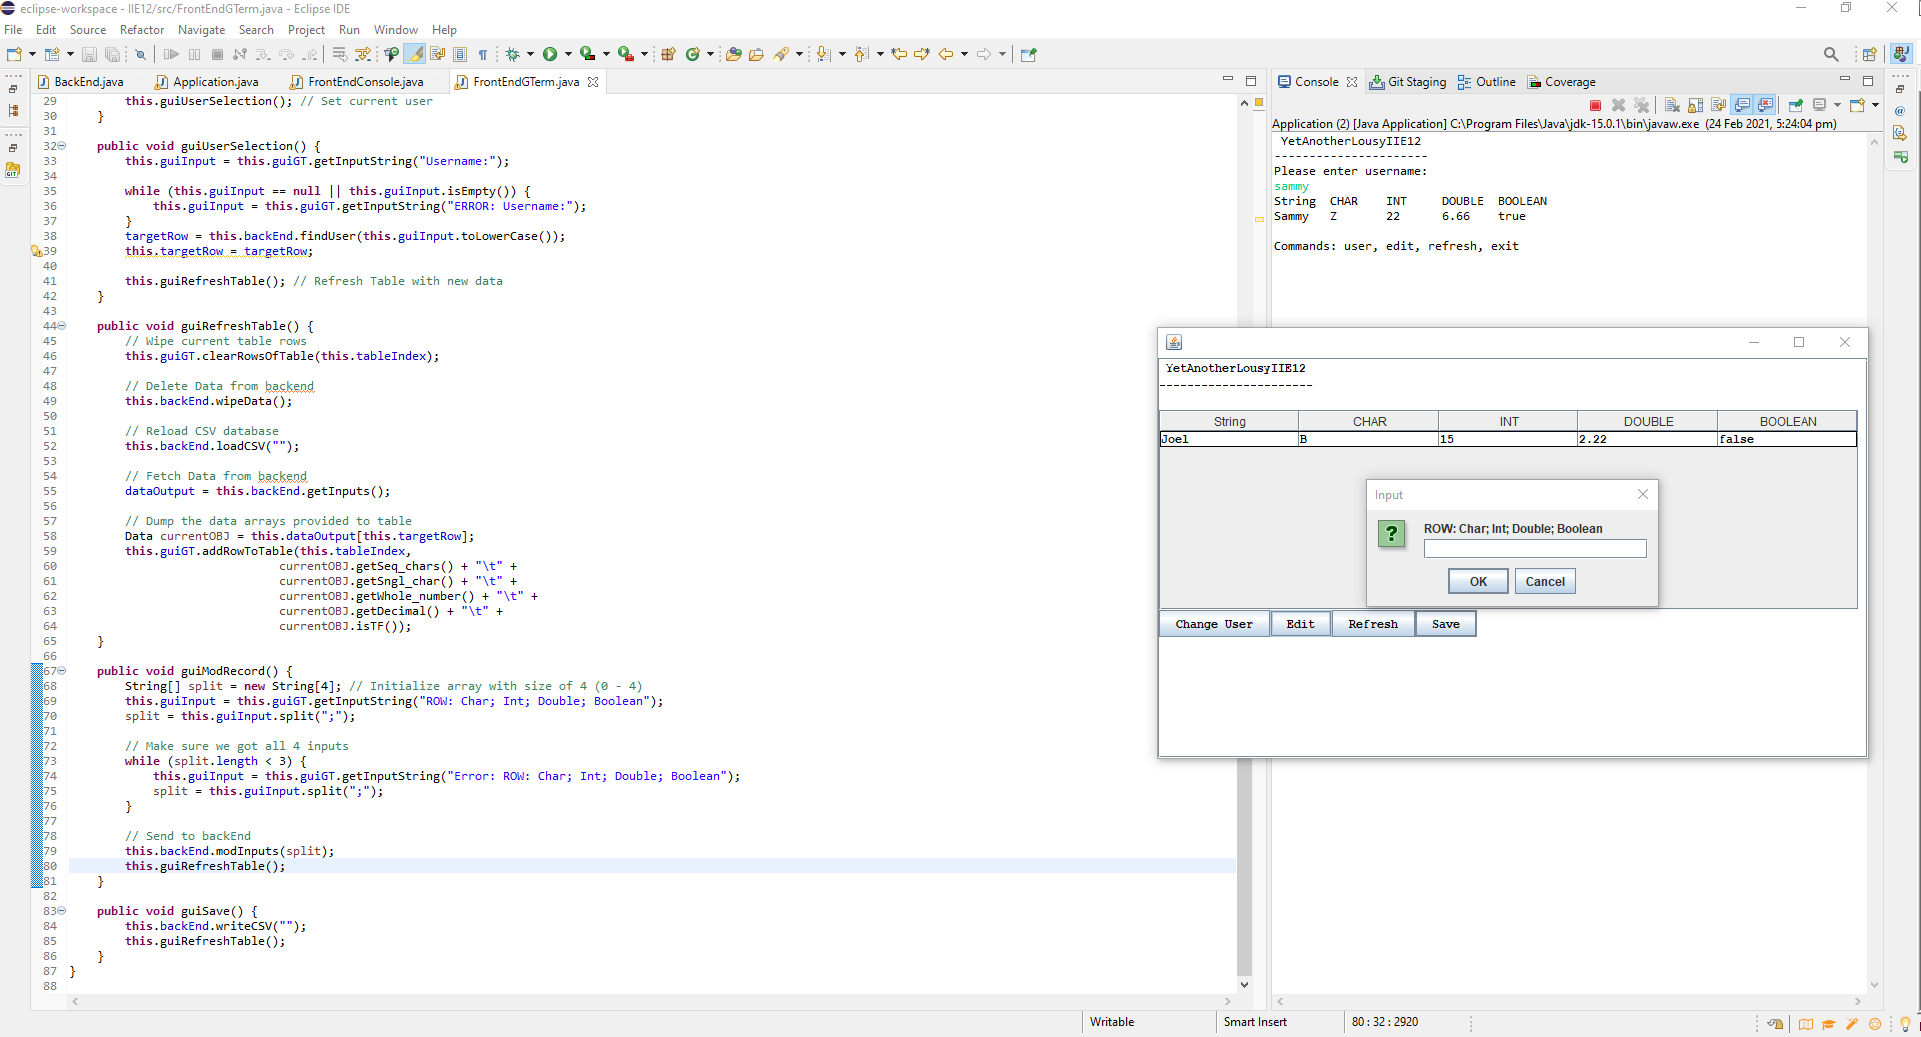 eclipse-workspace - IIE12/src/FrontEndGTerm.java - Eclipse IDE
File Edit Source Refactor Navigate Search Project Run Window Help
BackEnd.java Application.java FrontEndConsole.java FrontEndGTerm.java
29 this.guiUserSelection(); // Set current user
30 }
31
32 public void guiUserSelection() {
33 this.guiInput = this.guiGT.getInputString("Username:");
34
35 while (this.guiInput == null || this.guiInput.isEmpty()) {
36 this.guiInput = this.guiGT.getInputString("ERROR: Username:");
37 }
38 targetRow = this.backEnd.findUser(this.guiInput.toLowerCase());
39 this.targetRow = targetRow;
40
41 this.guiRefreshTable(); // Refresh Table with new data
42 }
43
44 public void guiRefreshTable() {
45 // Wipe current table rows
46 this.guiGT.clearRowsOfTable(this.tableIndex);
47
48 // Delete Data from backend
49 this.backEnd.wipeData();
50
51 // Reload CSV database
52 this.backEnd.loadCSV("");
53
54 // Fetch Data from backend
55 dataOutput = this.backEnd.getInputs();
56
57 // Dump the data arrays provided to table
58 Data currentOBJ = this.dataOutput[this.targetRow];
59 this.guiGT.addRowToTable(this.tableIndex,
60 currentOBJ.getSeq_chars() + "\t" +
61 currentOBJ.getSngl_char() + "\t" +
62 currentOBJ.getWhole_number() + "\t" +
63 currentOBJ.getDecimal() + "\t" +
64 currentOBJ.isTF());
65 }
66
67 public void guiModRecord() {
68 String[] split = new String[4]; // Initialize array with size of 4 (0 - 4)
69 this.guiInput = this.guiGT.getInputString("ROW: Char; Int; Double; Boolean");
70 split = this.guiInput.split(";");
71
72 // Make sure we got all 4 inputs
73 while (split.length < 3) {
74 this.guiInput = this.guiGT.getInputString("Error: ROW: Char; Int; Double; Boolean");
75 split = this.guiInput.split(";");
76 }
77
78 // Send to backEnd
79 this.backEnd.modInputs(split);
80 this.guiRefreshTable();
81 }
82
83 public void guiSave() {
84 this.backEnd.writeCSV("");
85 this.guiRefreshTable();
86 }
87 }
88
Console Git Staging Outline Coverage
Application (2) [Java Application] C:\Program Files\Java\jdk-15.0.1\bin\javaw.exe (24 Feb 2021, 5:24:04 pm)
YetAnotherLousyIIE12
----------------------
Please enter username:
sammy
String CHAR INT DOUBLE BOOLEAN
Sammy Z 22 6.66 true
Commands: user, edit, refresh, exit
YetAnotherLousyIIE12
----------------------
String CHAR INT DOUBLE BOOLEAN
Joel B 15 2.22 false
Input
ROW: Char; Int; Double; Boolean
OK Cancel
Change User Edit Refresh Save
Writable Smart Insert 80 : 32 : 2920